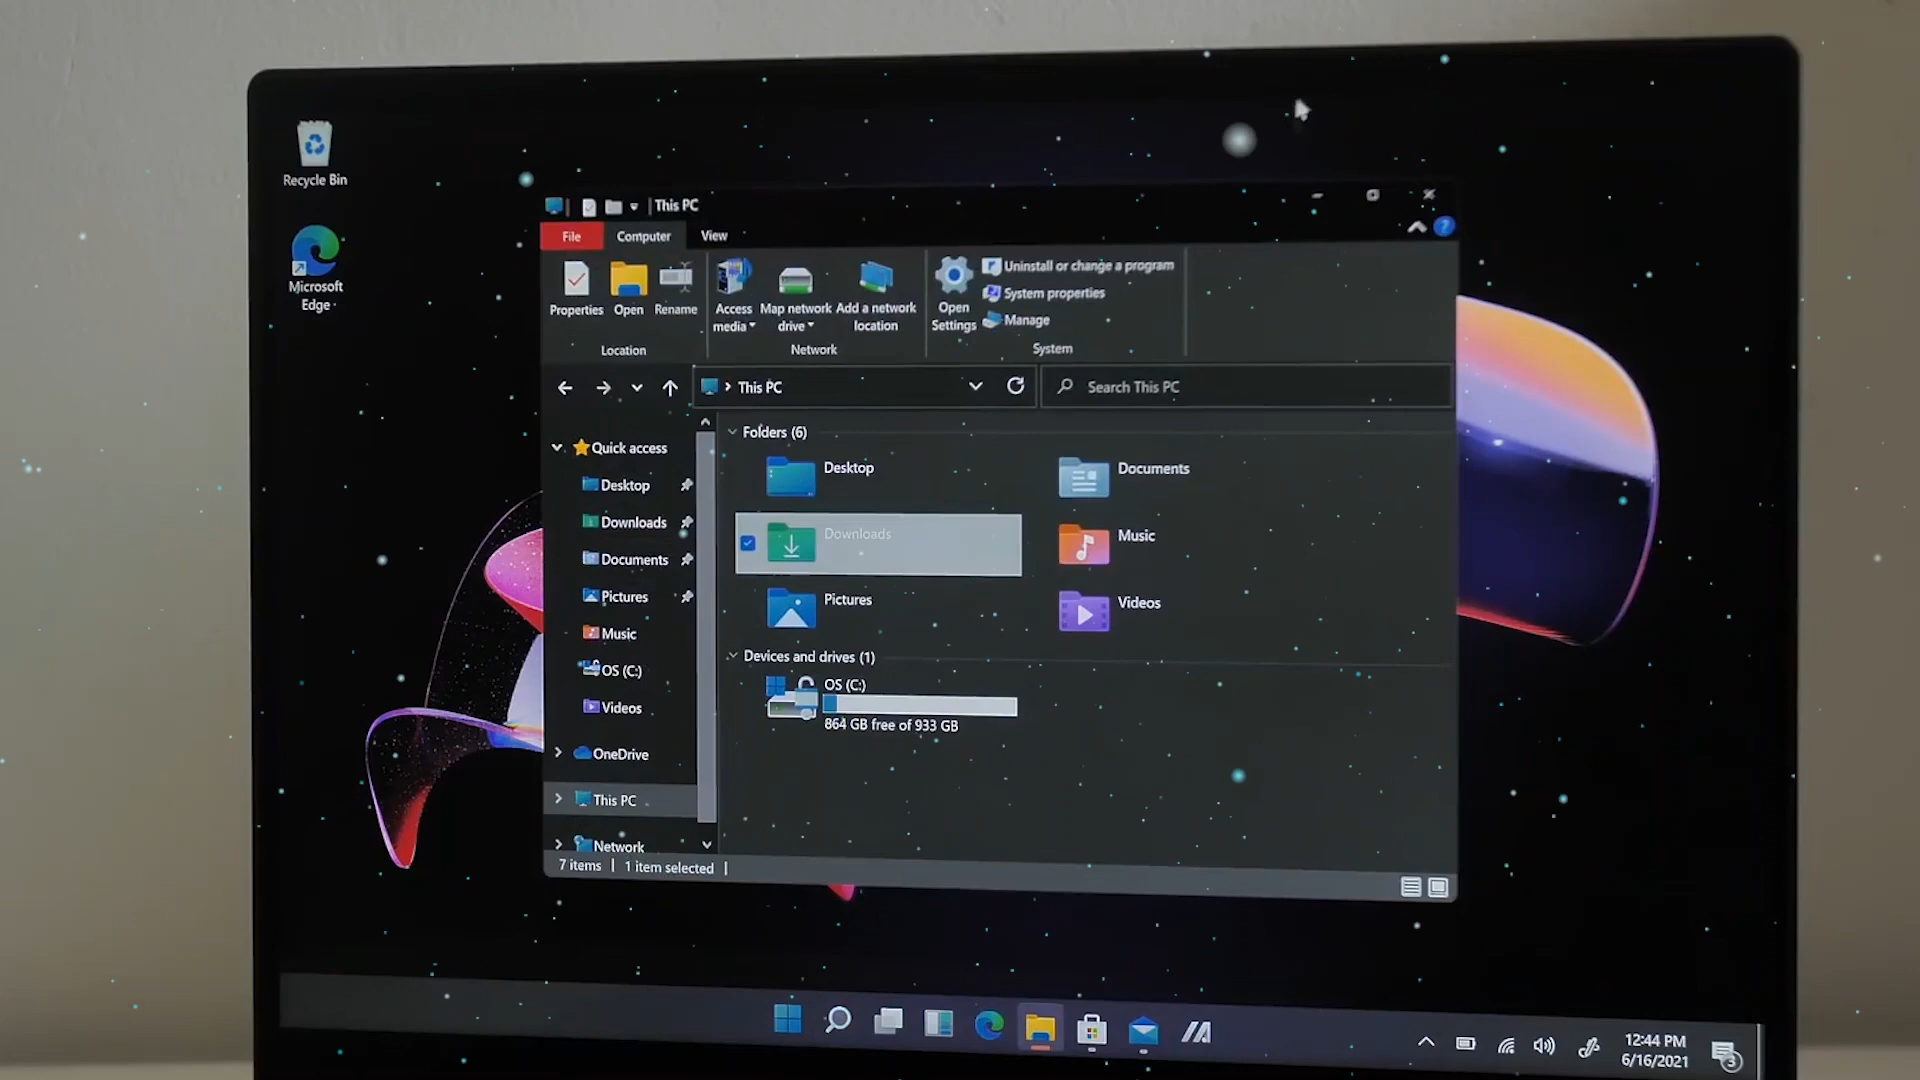 Recycle Bin
Microsoft
Edge
This PC
File
Computer
View
Properties
Open
Rename
Location
Access
media
Map network
drive
Add a network
location
Network
Open
Settings
Uninstall or change a program
System properties
Manage
System
This PC
Search This PC
Quick access
Desktop
Downloads
Documents
Pictures
Music
OS (C:)
Videos
OneDrive
This PC
Network
Folders (6)
Desktop
Documents
Downloads
Music
Pictures
Videos
Devices and drives (1)
OS (C:)
864 GB free of 933 GB
7 items
1 item selected
12:44 PM
6/16/2021
3